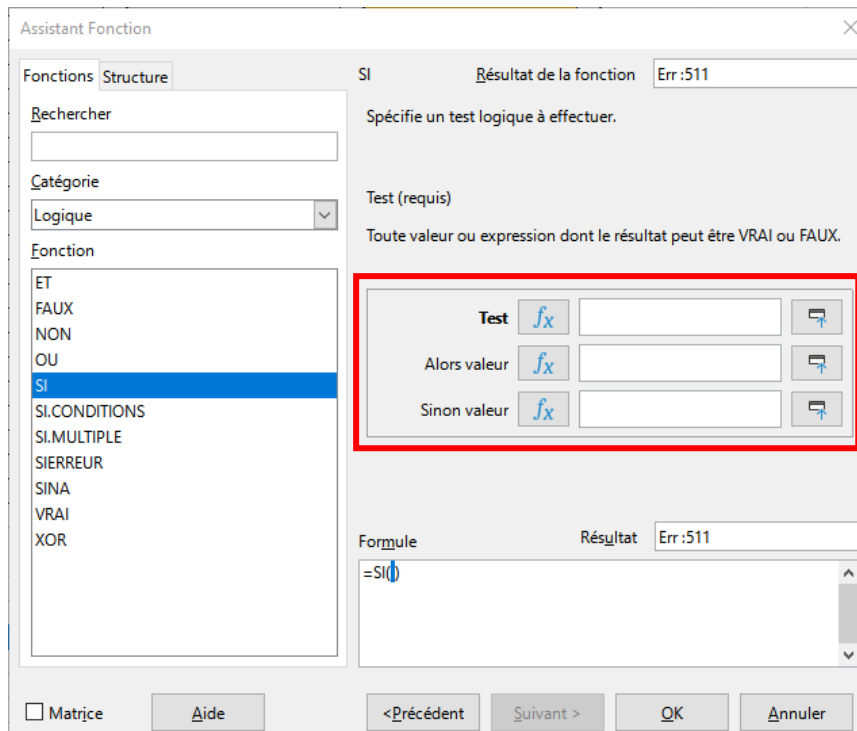 Assistant Fonction
Fonctions Structure
Rechercher
Catégorie
Logique
Fonction
ET
FAUX
NON
OU
SI
SI.CONDITIONS
SI.MULTIPLE
SIERREUR
SINA
VRAI
XOR
SI Résultat de la fonction Err :511
Spécifie un test logique à effectuer.
Test (requis)
Toute valeur ou expression dont le résultat peut être VRAI ou FAUX.
Test fx
Alors valeur fx
Sinon valeur fx
Formule Résultat Err :511
=SI()
Matrice Aide <Précédent Suivant > OK Annuler